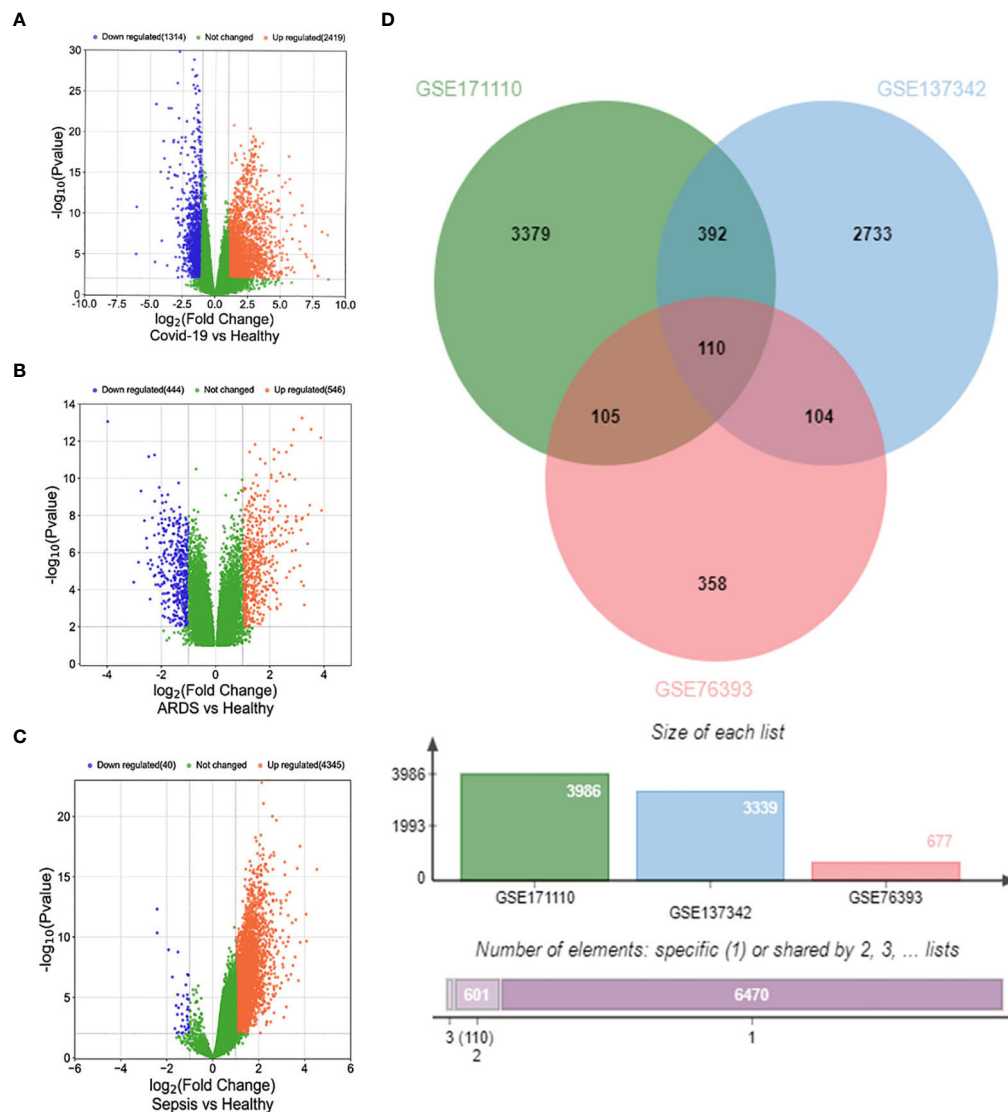 A
Down regulated(1314) Not changed Up regulated(2419)
30
25
20
15
10
5
0
-log10(Pvalue)
-10.0 -7.5 -5.0 -2.5 0.0 2.5 5.0 7.5 10.0
log2(Fold Change)
Covid-19 vs Healthy
B
Down regulated(444) Not changed Up regulated(546)
14
12
10
8
6
4
2
0
-log10(Pvalue)
-4 -2 0 2 4
log2(Fold Change)
ARDS vs Healthy
C
Down regulated(40) Not changed Up regulated(4345)
20
15
10
5
0
-log10(Pvalue)
−6 −4 −2 0 2 4 6
log2(Fold Change)
Sepsis vs Healthy
D
GSE171110
GSE137342
3379 392 2733
110
105 104
358
GSE76393
Size of each list
3986
1993
0
3986
3339
677
GSE171110
GSE137342
GSE76393
Number of elements: specific (1) or shared by 2, 3, ... lists
601 6470
3 (110)
2
1